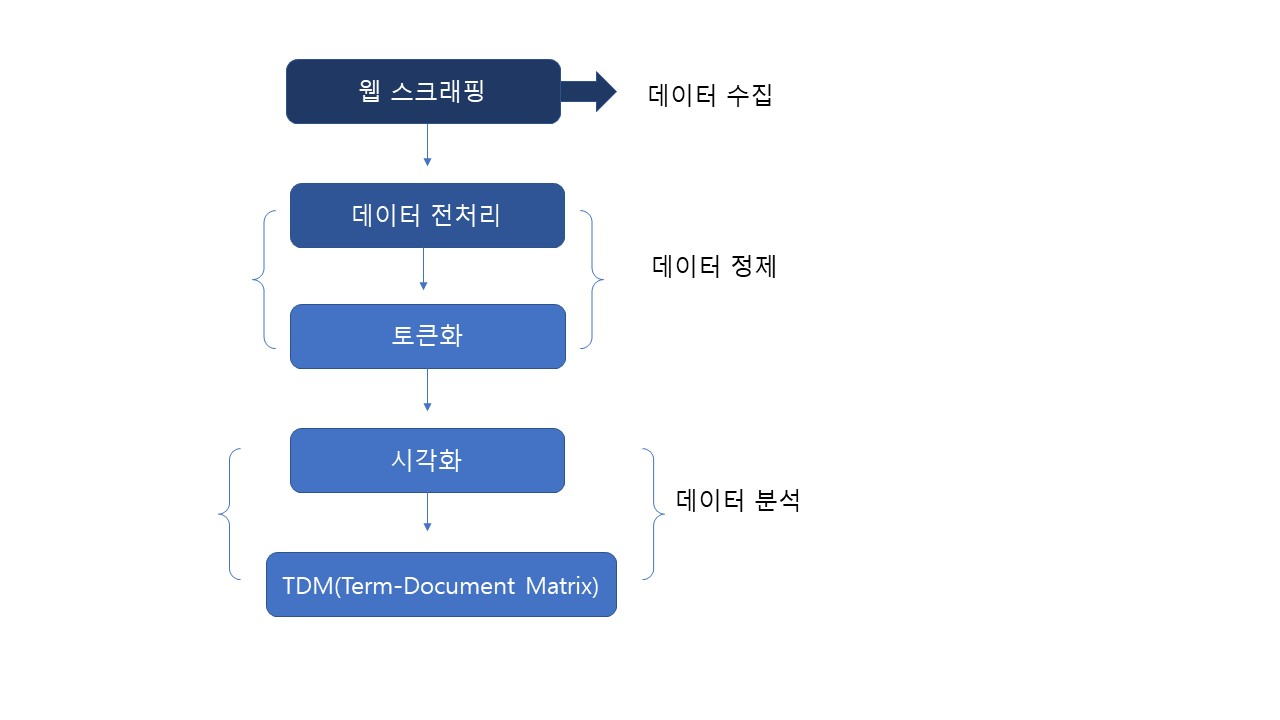 웹 스크래핑
데이터 수집
데이터 전처리
데이터 정제
토큰화
시각화
데이터 분석
TDM(Term-Document Matrix)